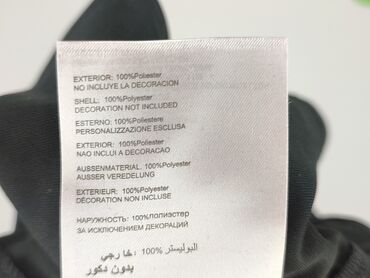 EXTERIOR: 100%Poliester
NO INCLUYE LA DECORACION
SHELL: 100%Polyester
DECORATION NOT INCLUDED
ESTERNO: 100%Poliestere
PERSONALIZZAZIONE ESCLUSA
EXTERIOR: 100%Poliester
NAO INCLUI A DECORACAO
AUSSENMATERIAL: 100%Polyester
AUSSER VEREDELUNG
EXTERIEUR: 100%Polyester
DÉCORATION NON INCLUSE
НАРУЖНОСТЬ: 100%полиэстер
ЗА ИСКЛЮЧЕНИЕМ ДЕКОРАЦИЙ
خارجي: 100% البوليستر
بدون دكور